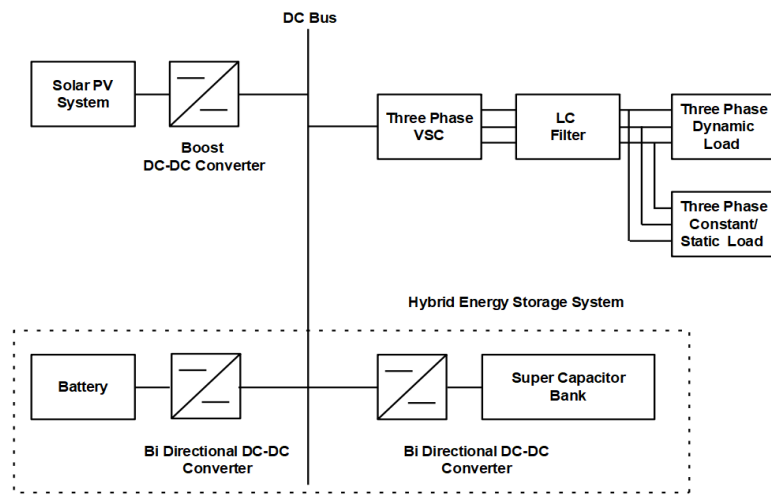 DC Bus
Solar PV
System
Boost
DC-DC Converter
Three Phase
VSC
LC
Filter
Three Phase
Dynamic
Load
Three Phase
Constant/
Static Load
Hybrid Energy Storage System
Battery
Bi Directional DC-DC
Converter
Super Capacitor
Bank
Bi Directional DC-DC
Converter